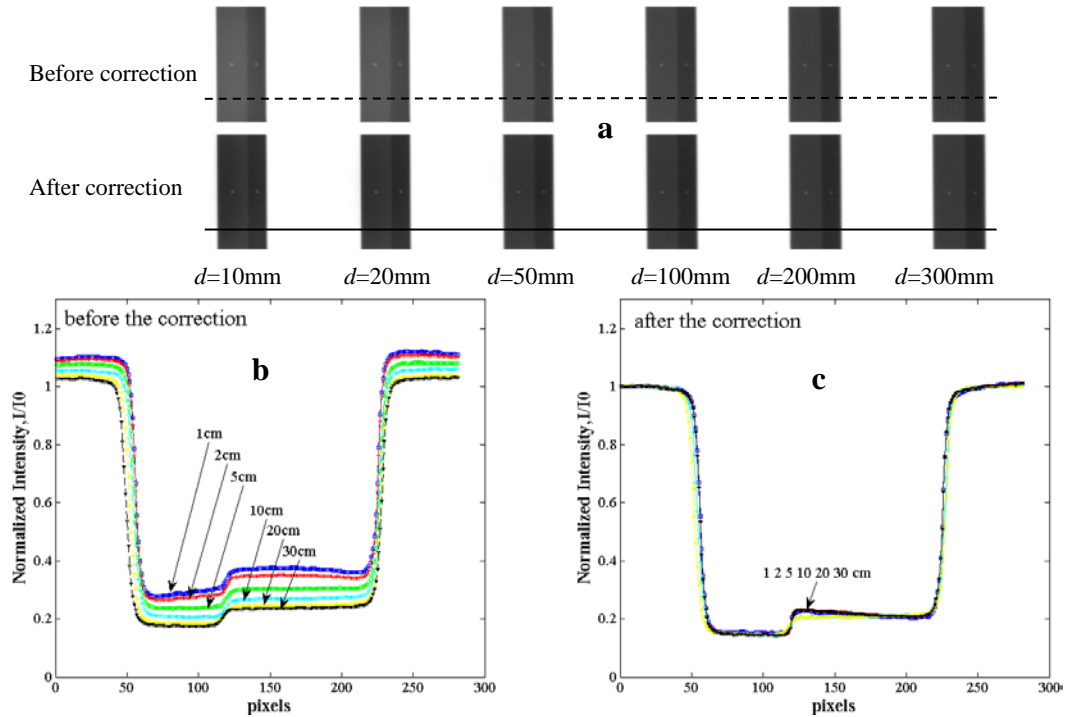 Before correction
a
After correction
d=10mm d=20mm d=50mm d=100mm d=200mm d=300mm
before the correction
b
1.2
1
0.8
0.6
0.4
0.2
0
Normalized Intensity,I/I0
1cm
2cm
5cm
10cm
20cm
30cm
0 50 100 150 200 250 300
pixels
after the correction
c
1.2
1
0.8
0.6
0.4
0.2
0
Normalized Intensity,I/I0
1 2 5 10 20 30 cm
0 50 100 150 200 250 300
pixels